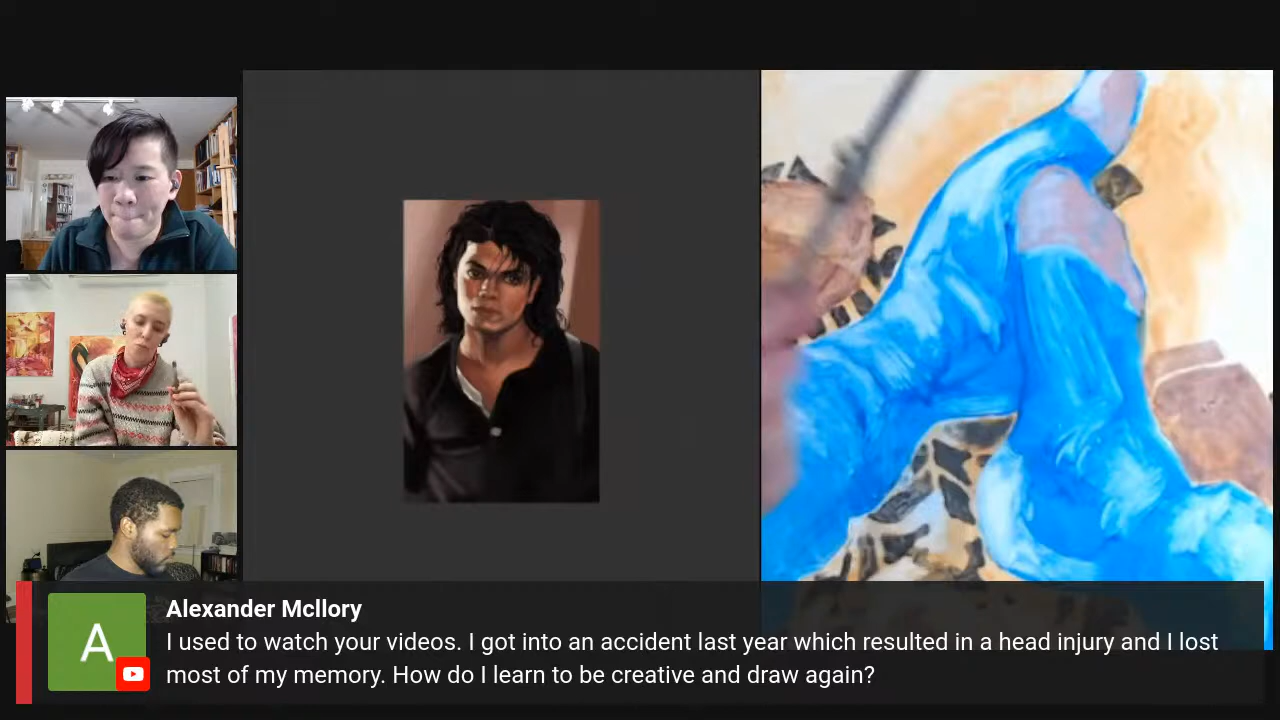 Alexander Mcllory
I used to watch your videos. I got into an accident last year which resulted in a head injury and I lost
most of my memory. How do I learn to be creative and draw again?
A